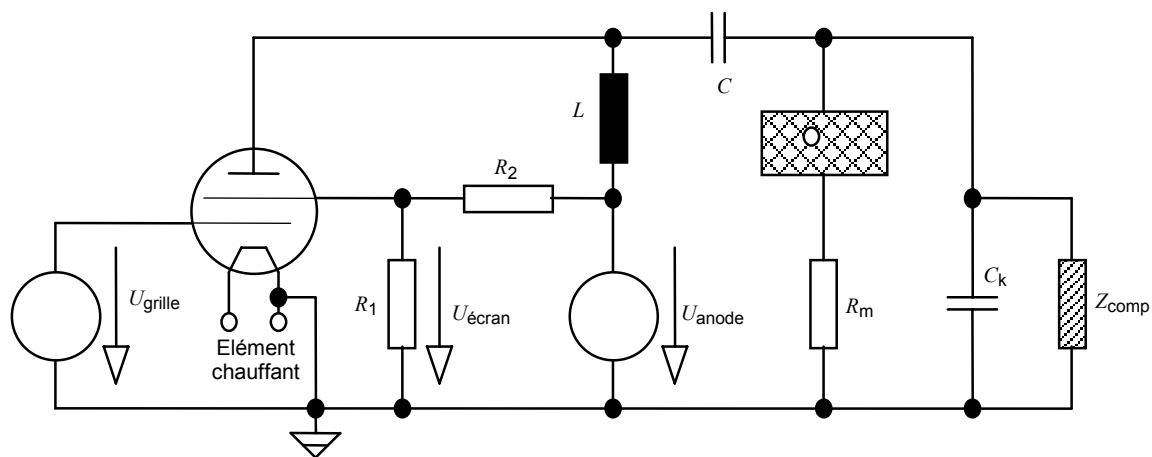 C
L
R2
Ugrille
R1
Uécran
Uanode
Rm
Ck
Zcomp
Elément
chauffant